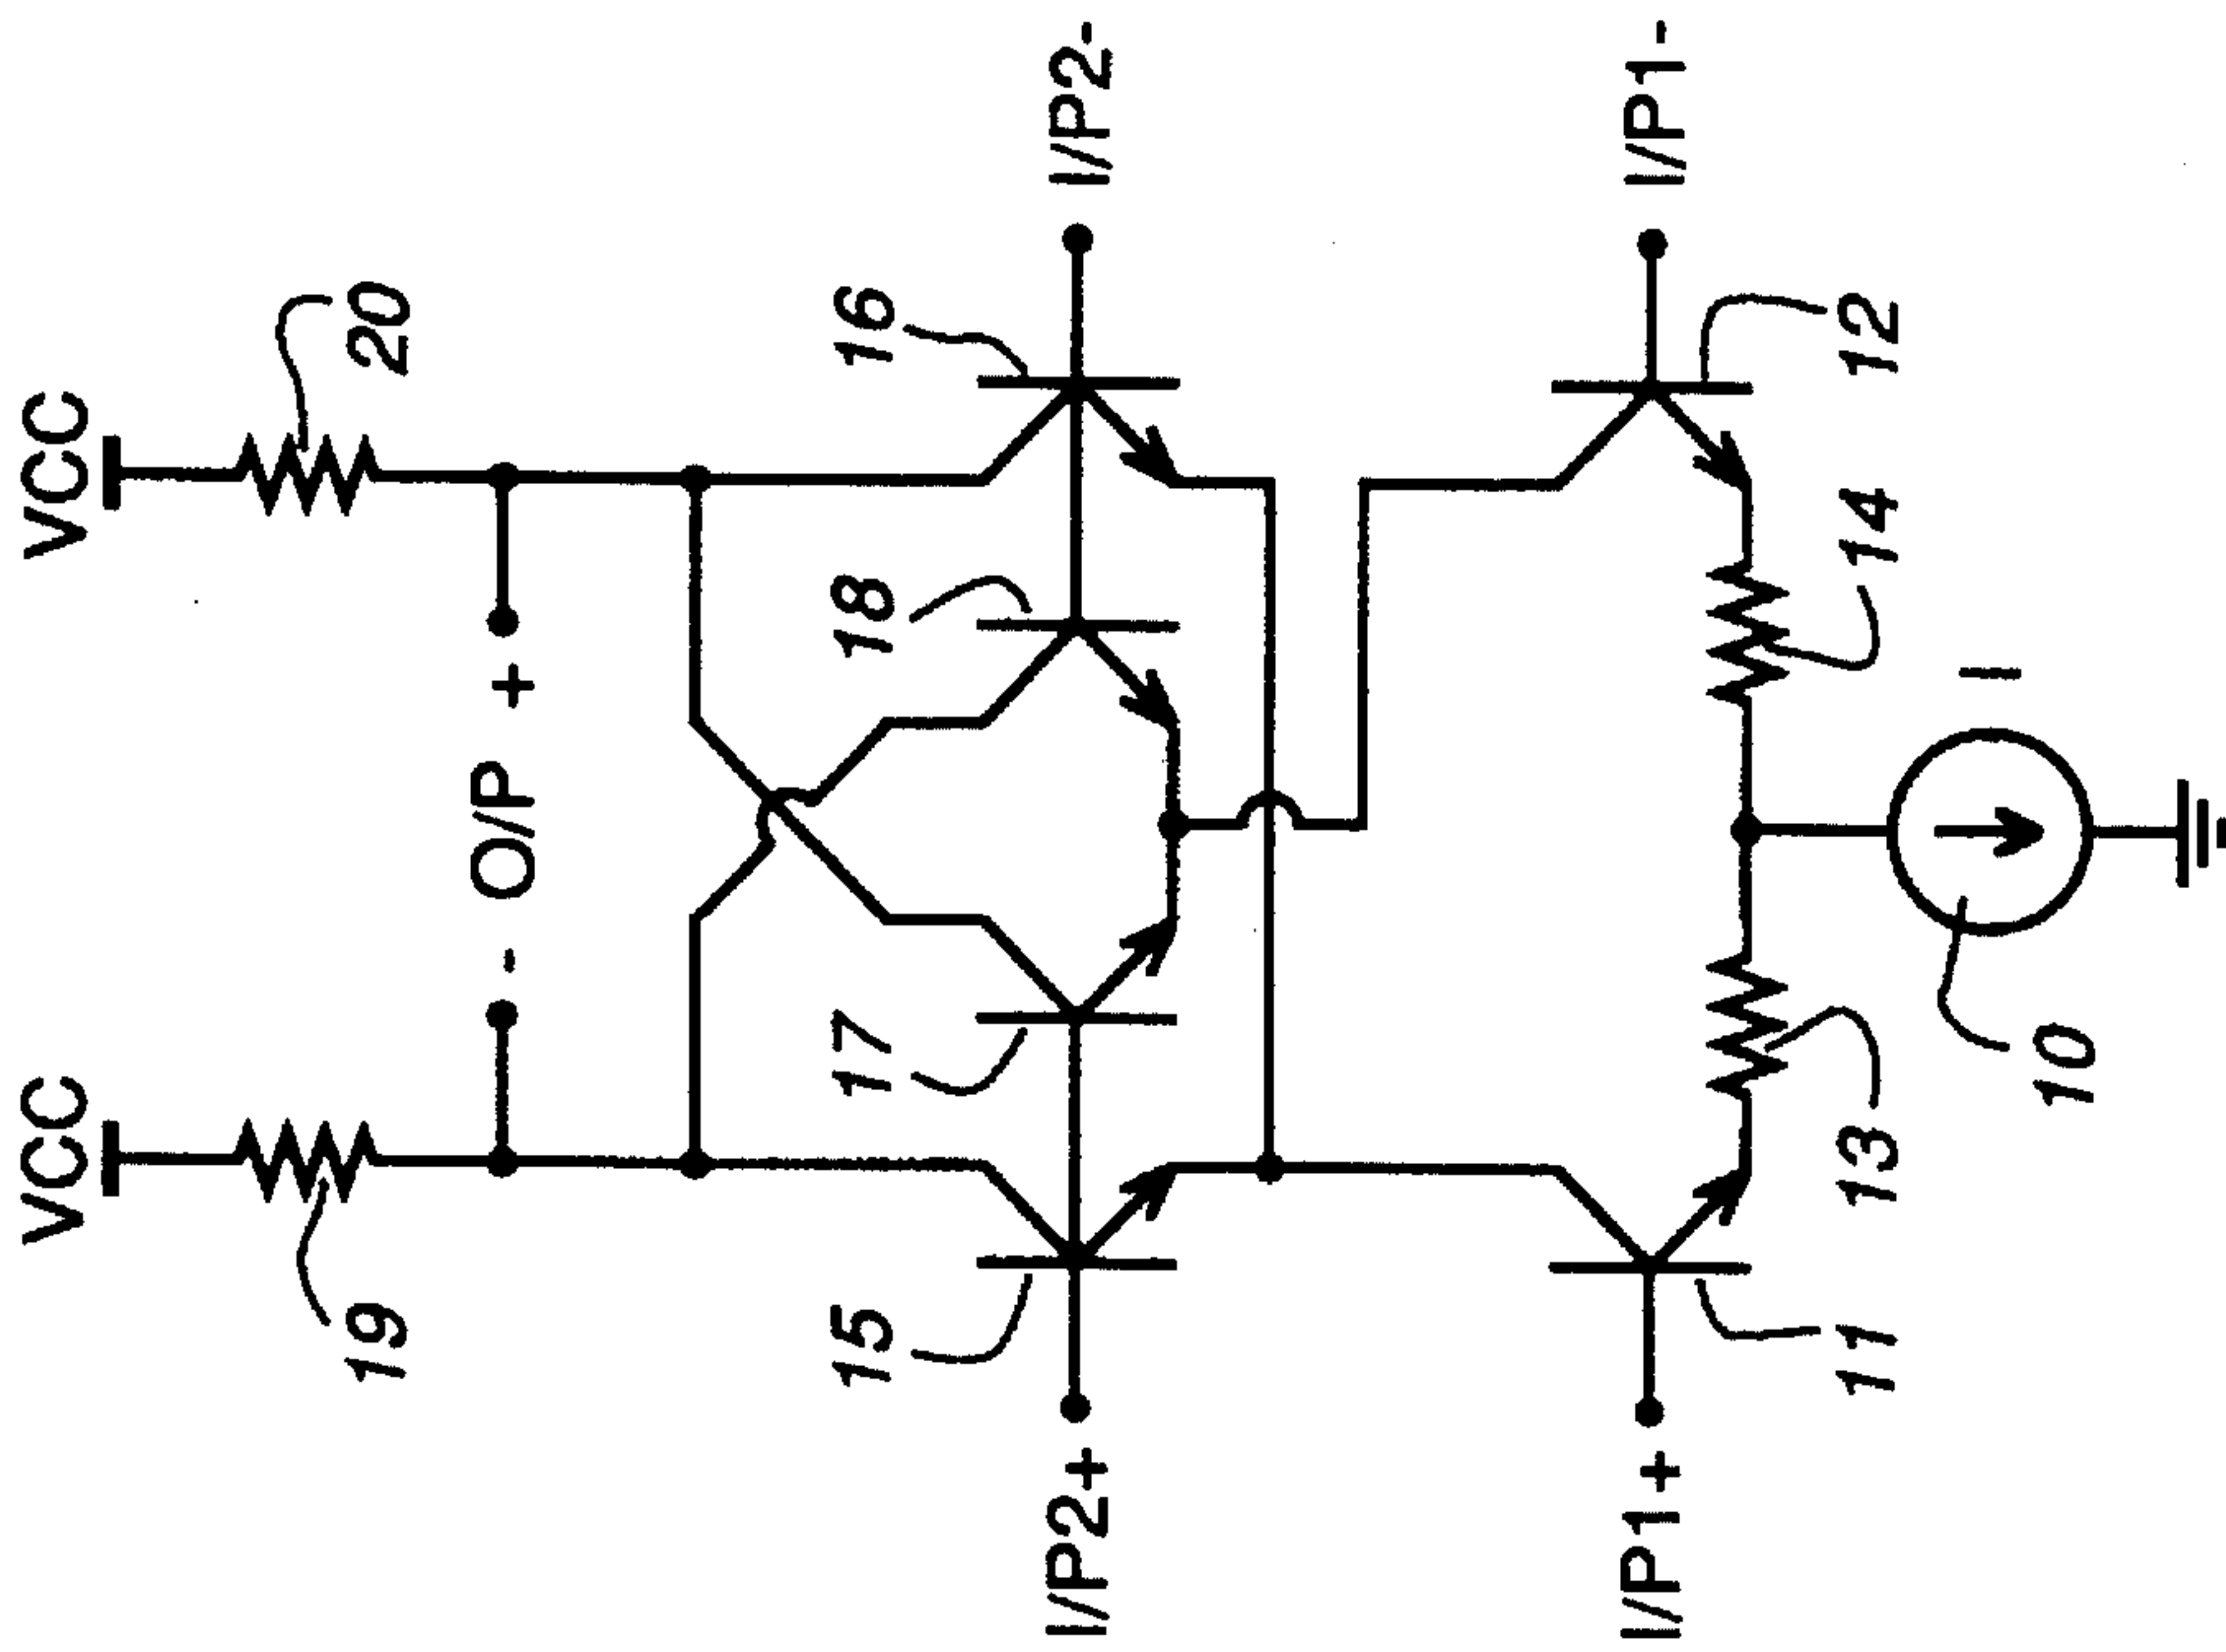 VCC
VCC
19
20
- O/P +
15
17
18
16
I/P2+
I/P2-
I/P1+
I/P1-
11
13
14
12
10
I